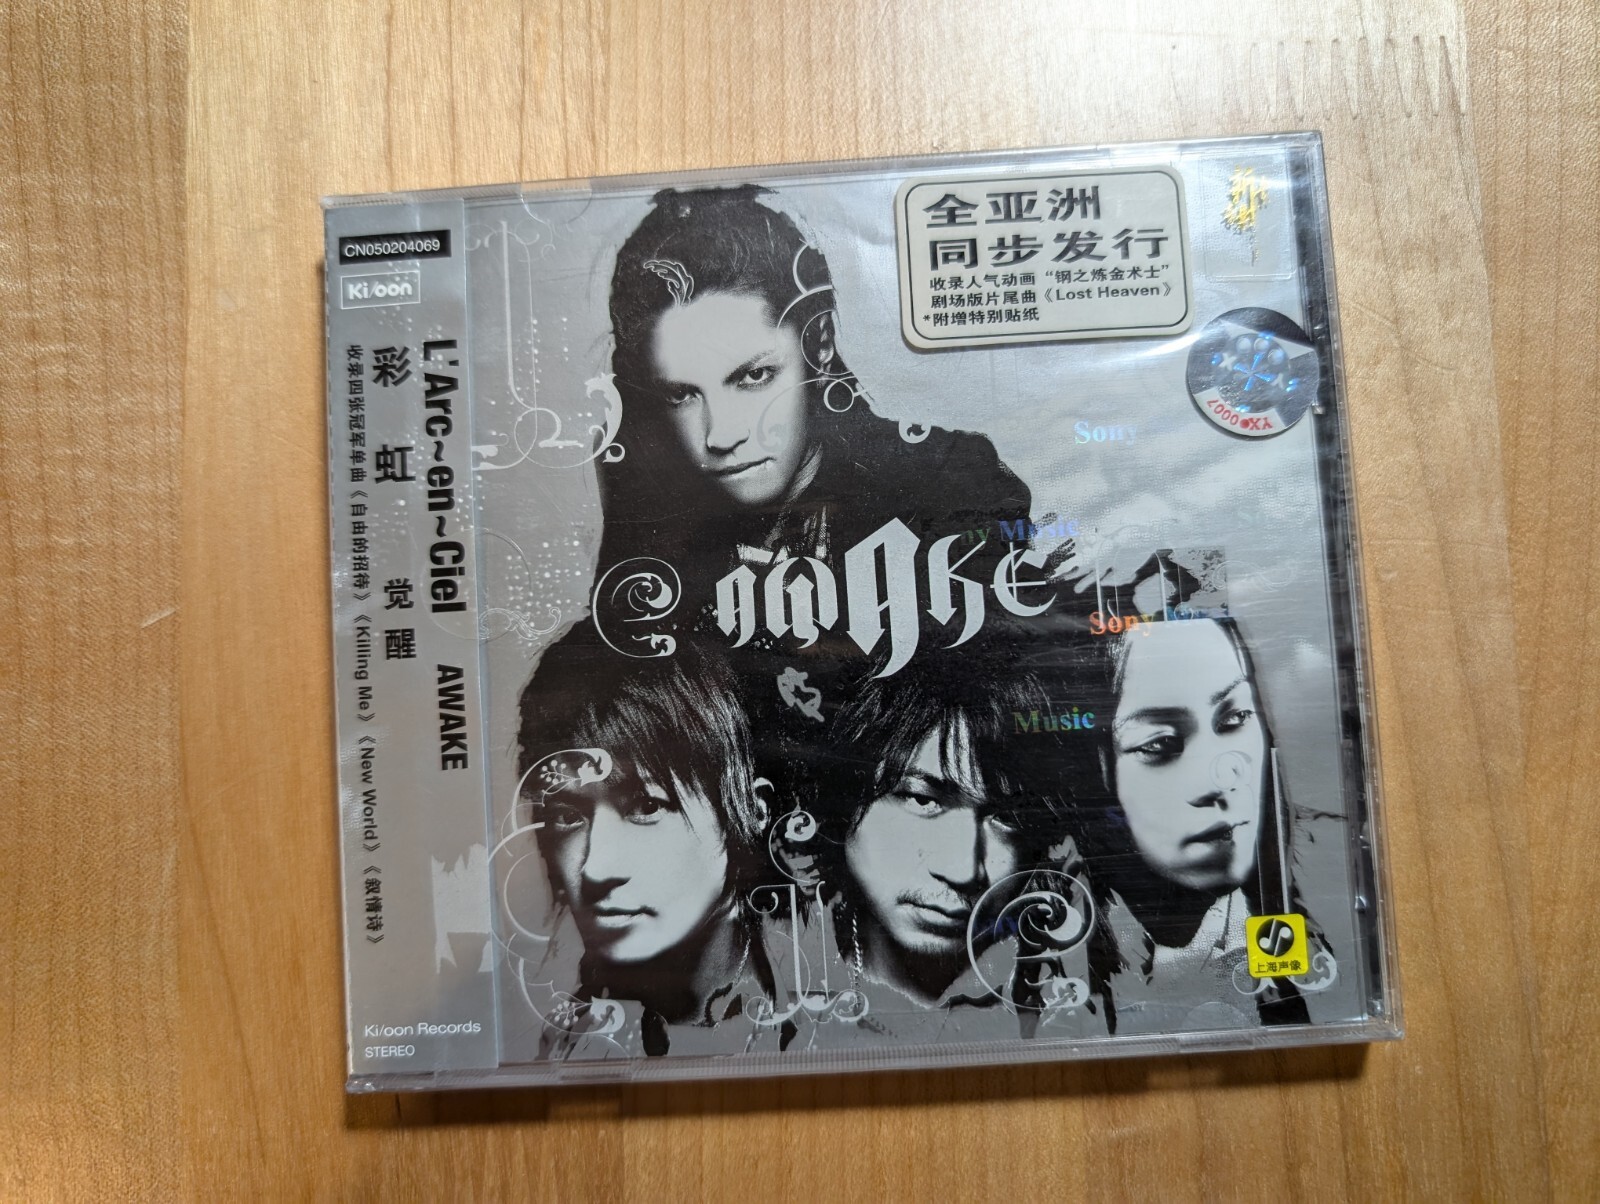 CN050204069
Ki/oon
L'Arc~en~Ciel AWAKE
彩虹 觉醒
收录四张冠军单曲《自由的招待》《Killing Me》《New World》《叙情诗》
Ki/oon Records
STEREO
全亚洲
同步发行
收录人气动画“钢之炼金术士”
剧场版片尾曲《Lost Heaven》
*附增特别贴纸
YX●0007
Sony
AWAKE
Music
Sony
Music
上海声像